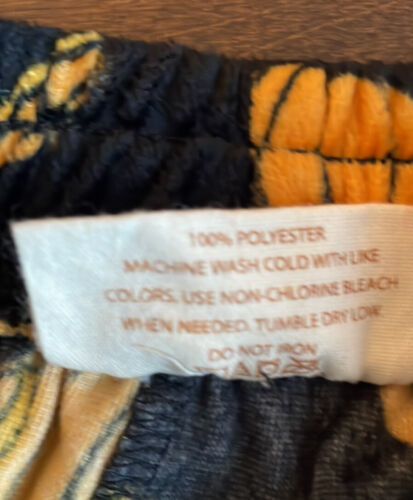 100% POLYESTER
MACHINE WASH COLD WITH LIKE
COLORS. USE NON-CHLORINE BLEACH
WHEN NEEDED. TUMBLE DRY LOW.
DO NOT IRON